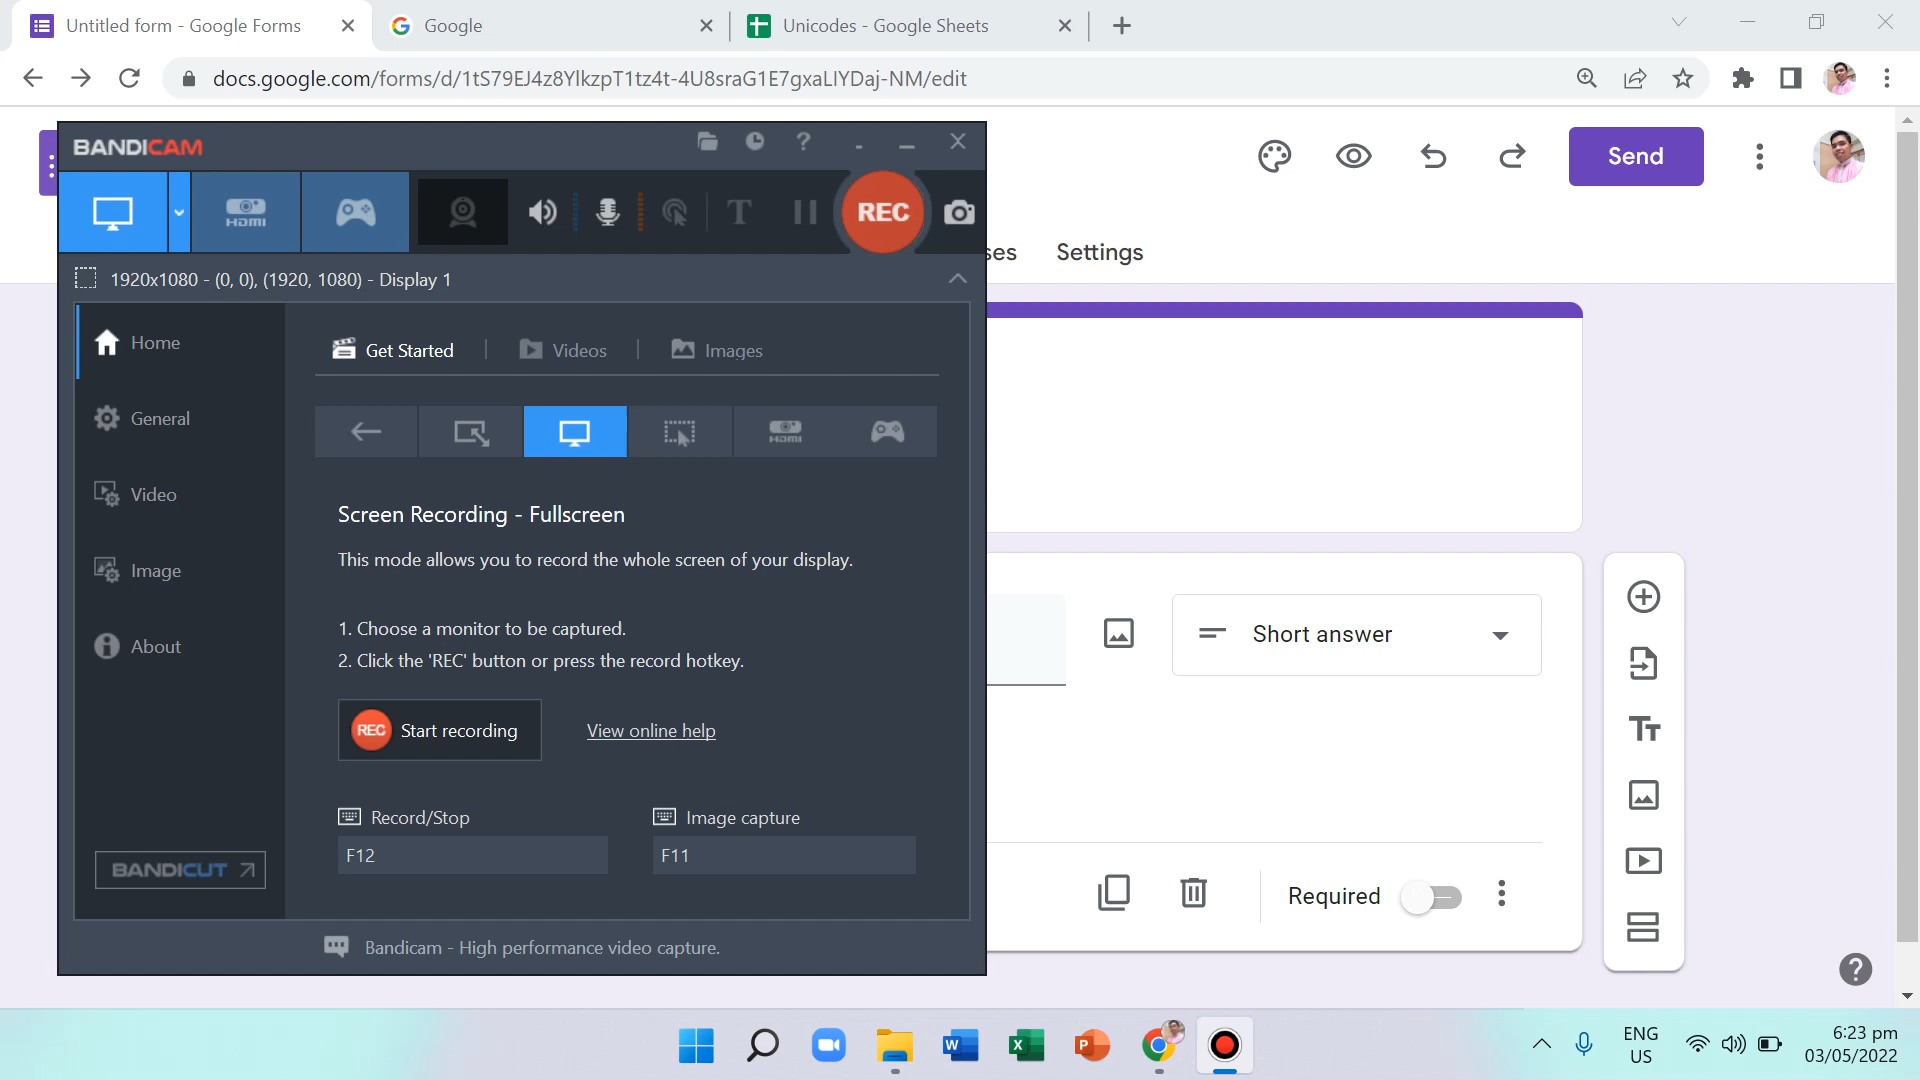 Untitled form - Google Forms
Google
Unicodes - Google Sheets
docs.google.com/forms/d/1tS79EJ4z8YlkzpT1tz4t-4U8sraG1E7gxaLIYDaj-NM/edit
BANDICAM
HDMI
T
REC
Send
1920x1080 - (0, 0), (1920, 1080) - Display 1
ses
Settings
Home
General
Video
Image
About
BANDICUT
Get Started
Videos
Images
HDMI
Screen Recording - Fullscreen
This mode allows you to record the whole screen of your display.
1. Choose a monitor to be captured.
2. Click the 'REC' button or press the record hotkey.
REC Start recording
View online help
Record/Stop
Image capture
F12
F11
Bandicam - High performance video capture.
Short answer
Tт
Required
ENG
US
6:23 pm
03/05/2022